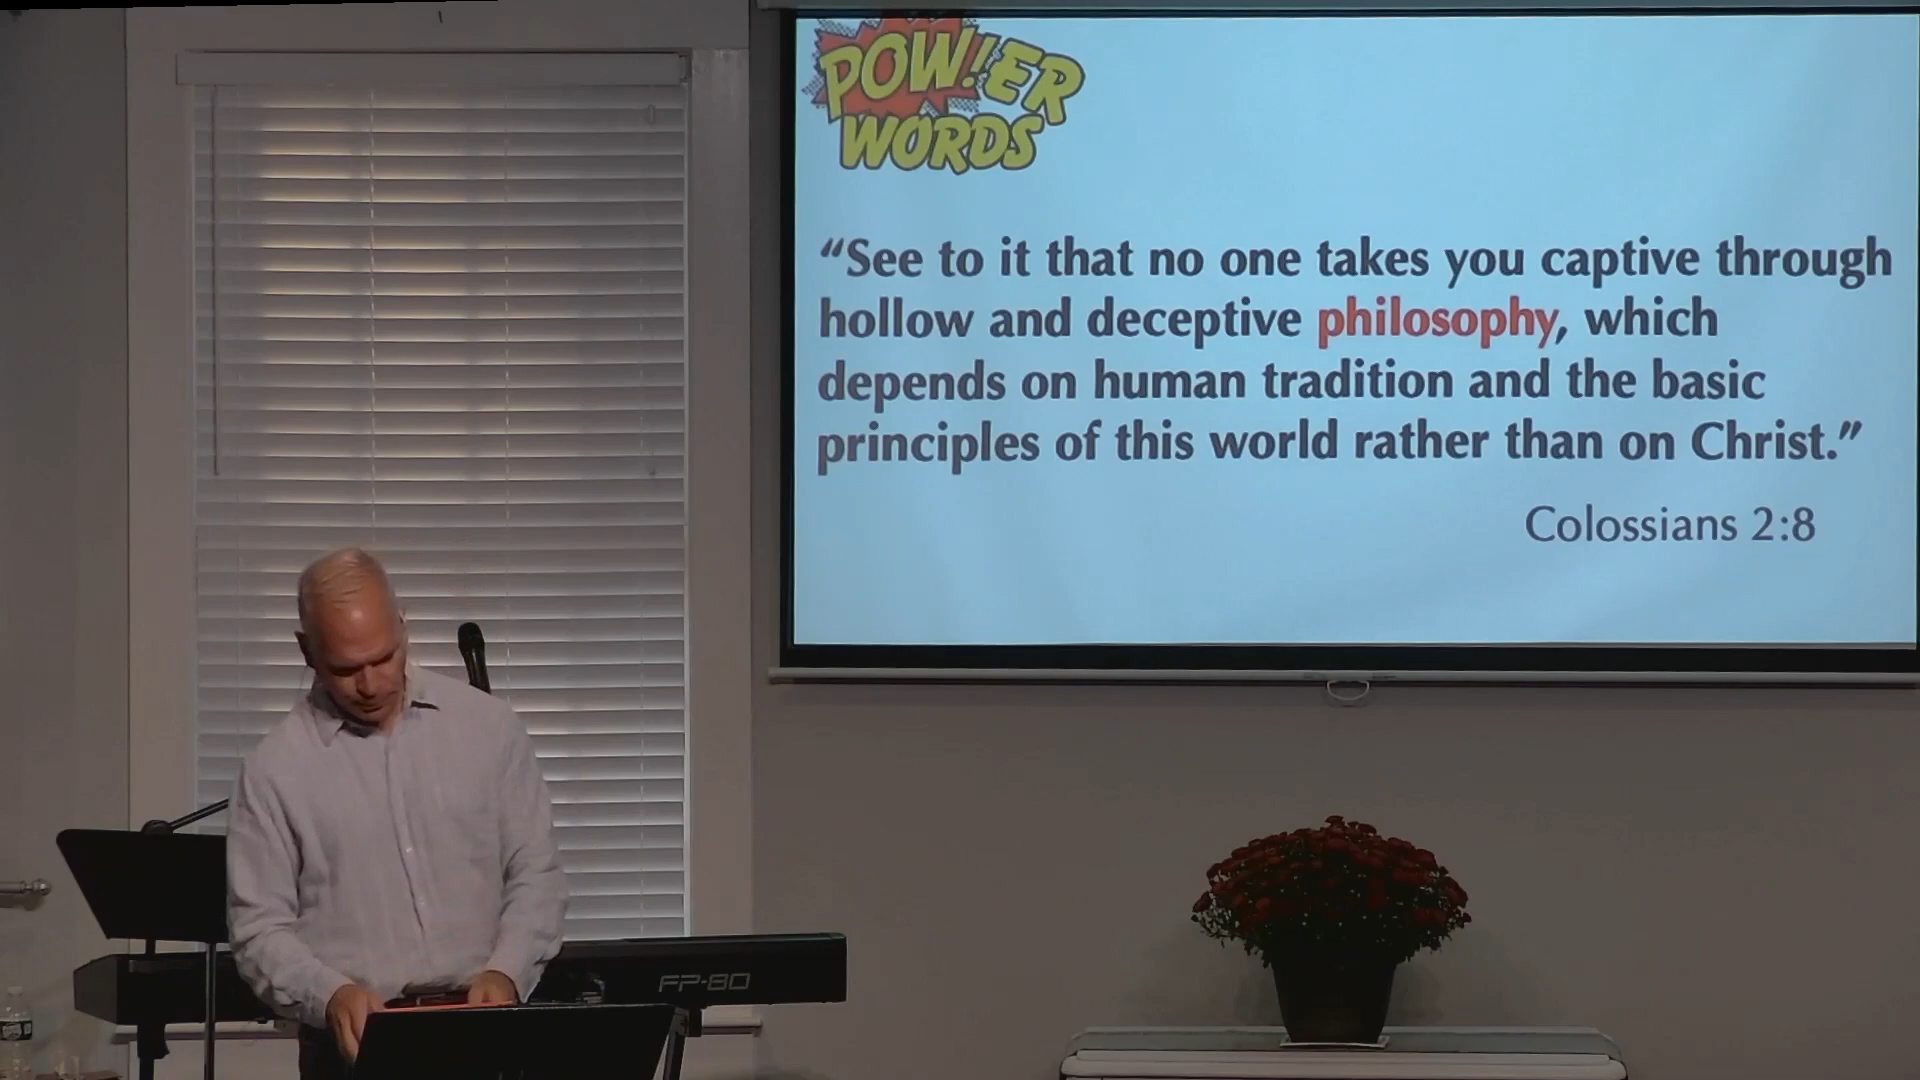 POW!ER
WORDS
“See to it that no one takes you captive through
hollow and deceptive philosophy, which
depends on human tradition and the basic
principles of this world rather than on Christ.”
Colossians 2:8
FP-80